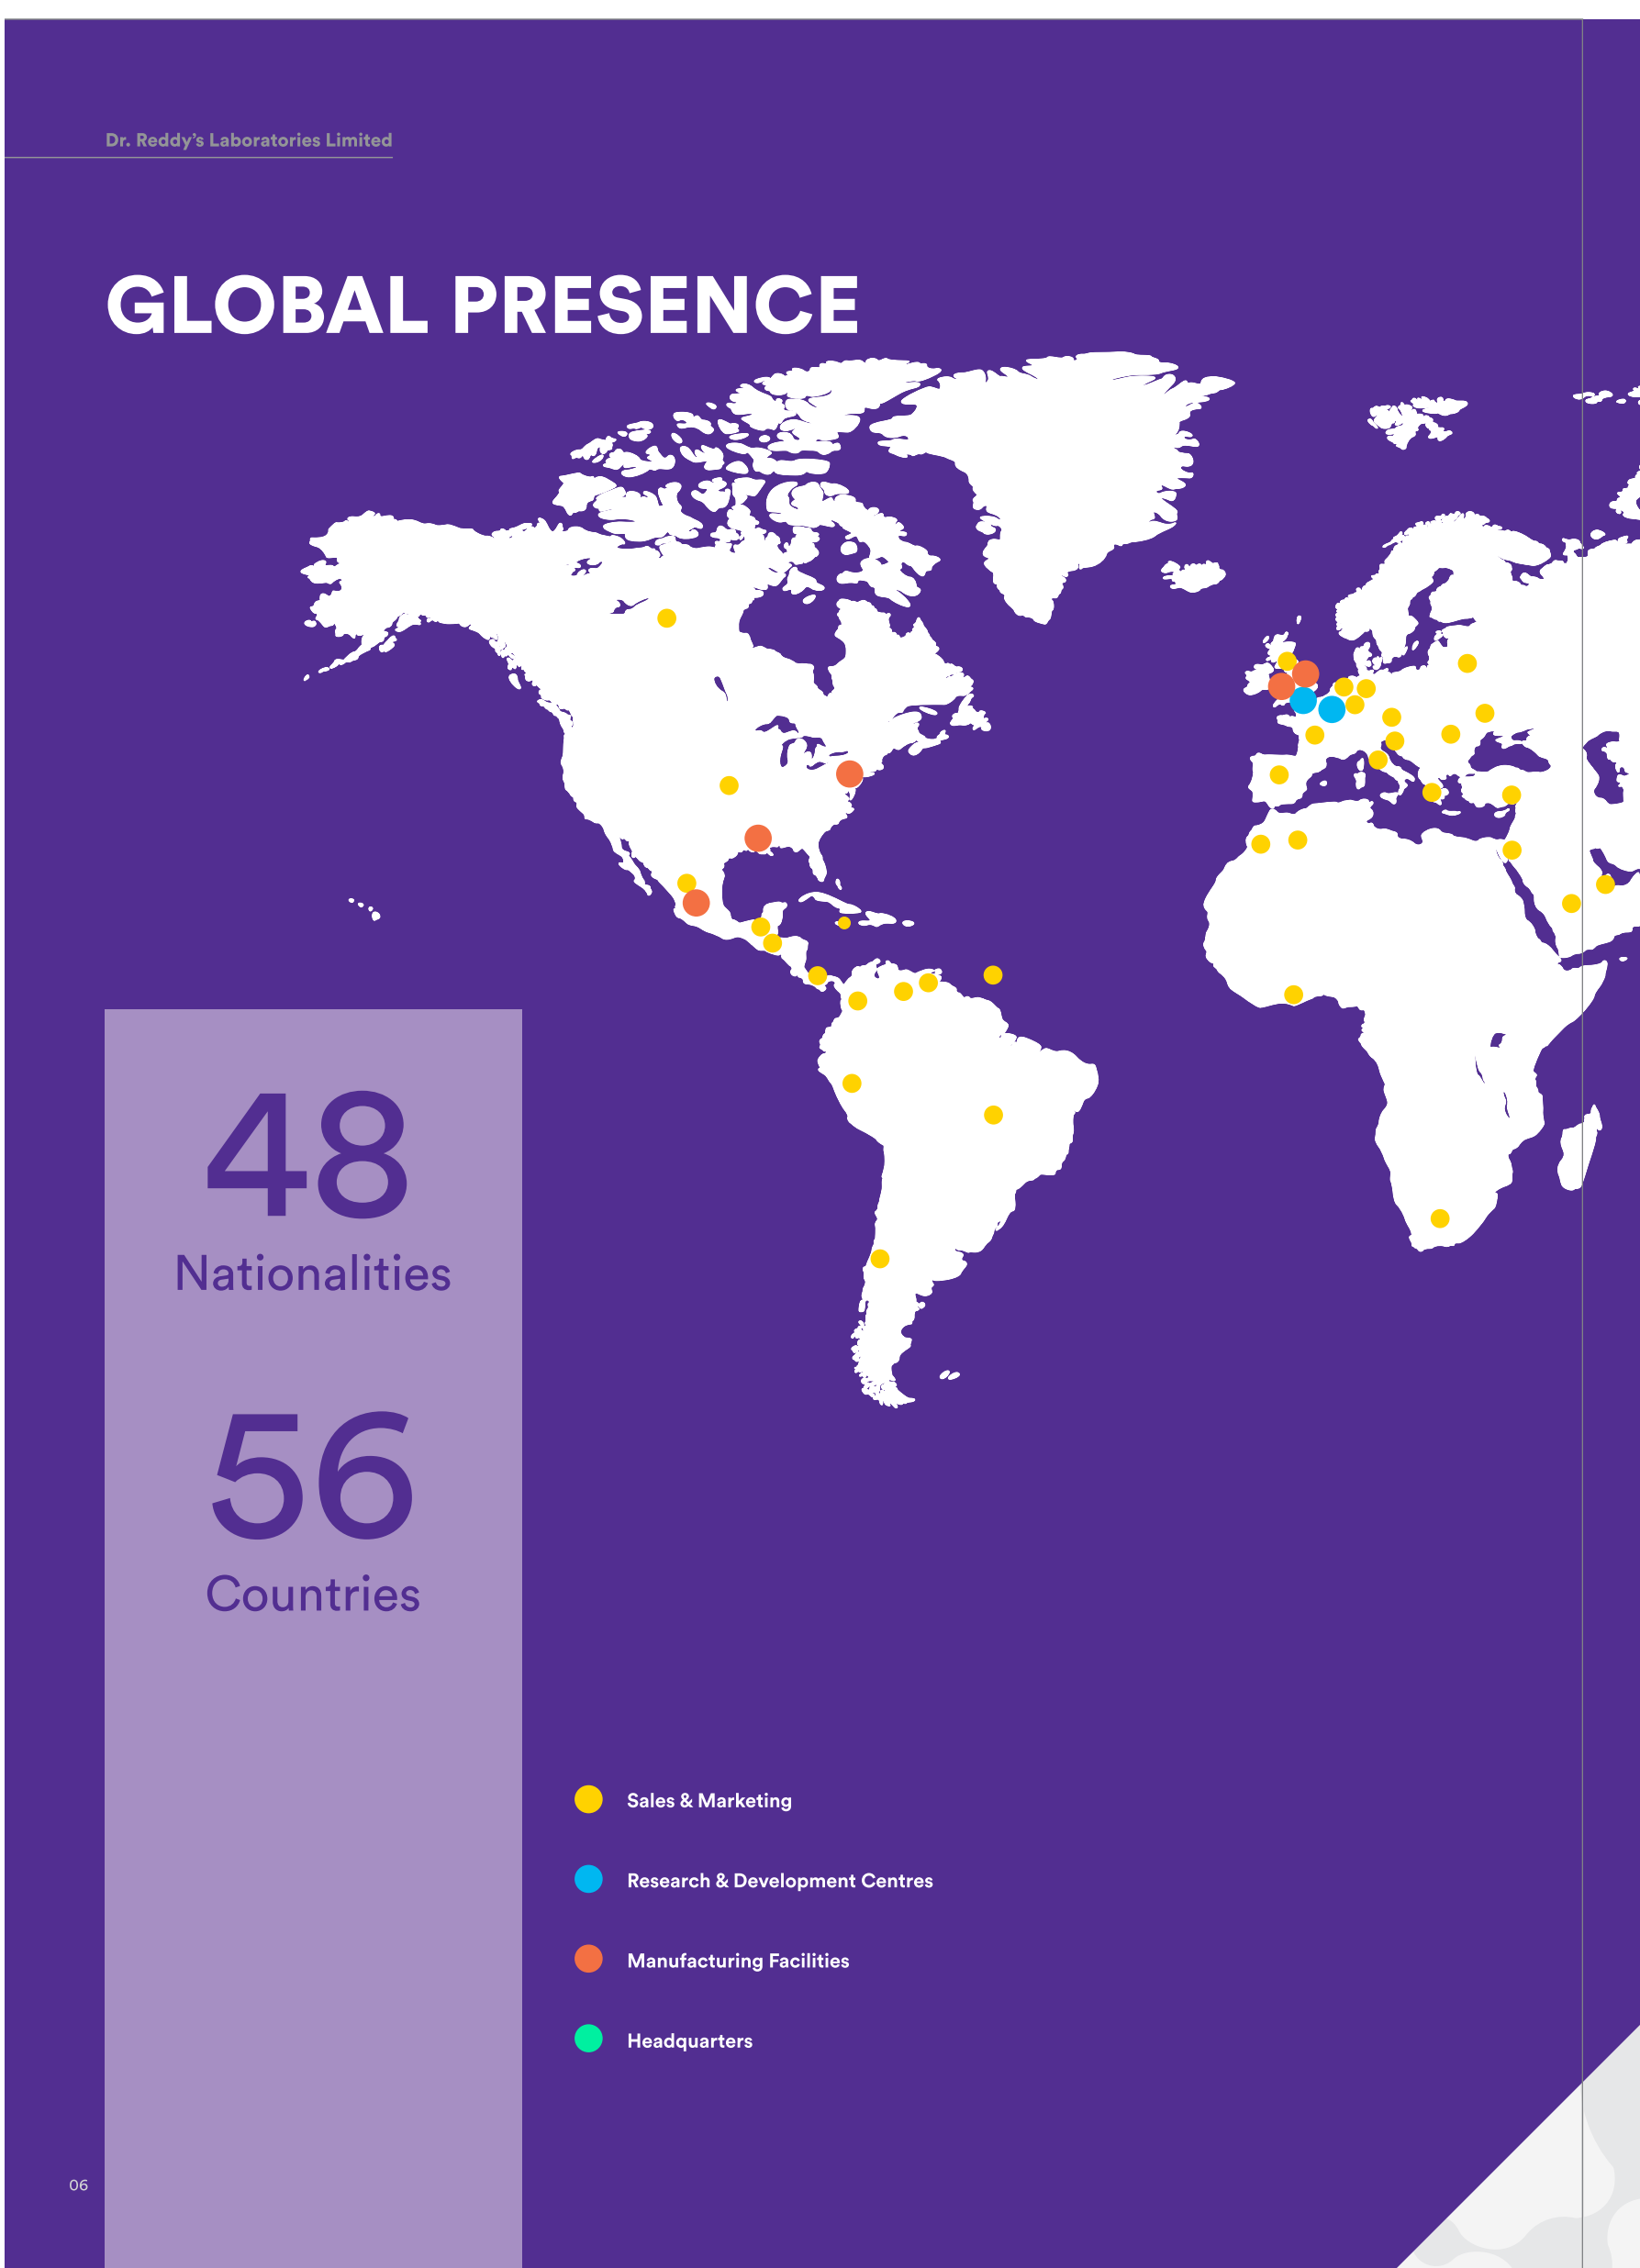 Dr. Reddy’s Laboratories Limited
GLOBAL PRESENCE
48
Nationalities
56
Countries
Sales & Marketing
Research & Development Centres
Manufacturing Facilities
Headquarters
06